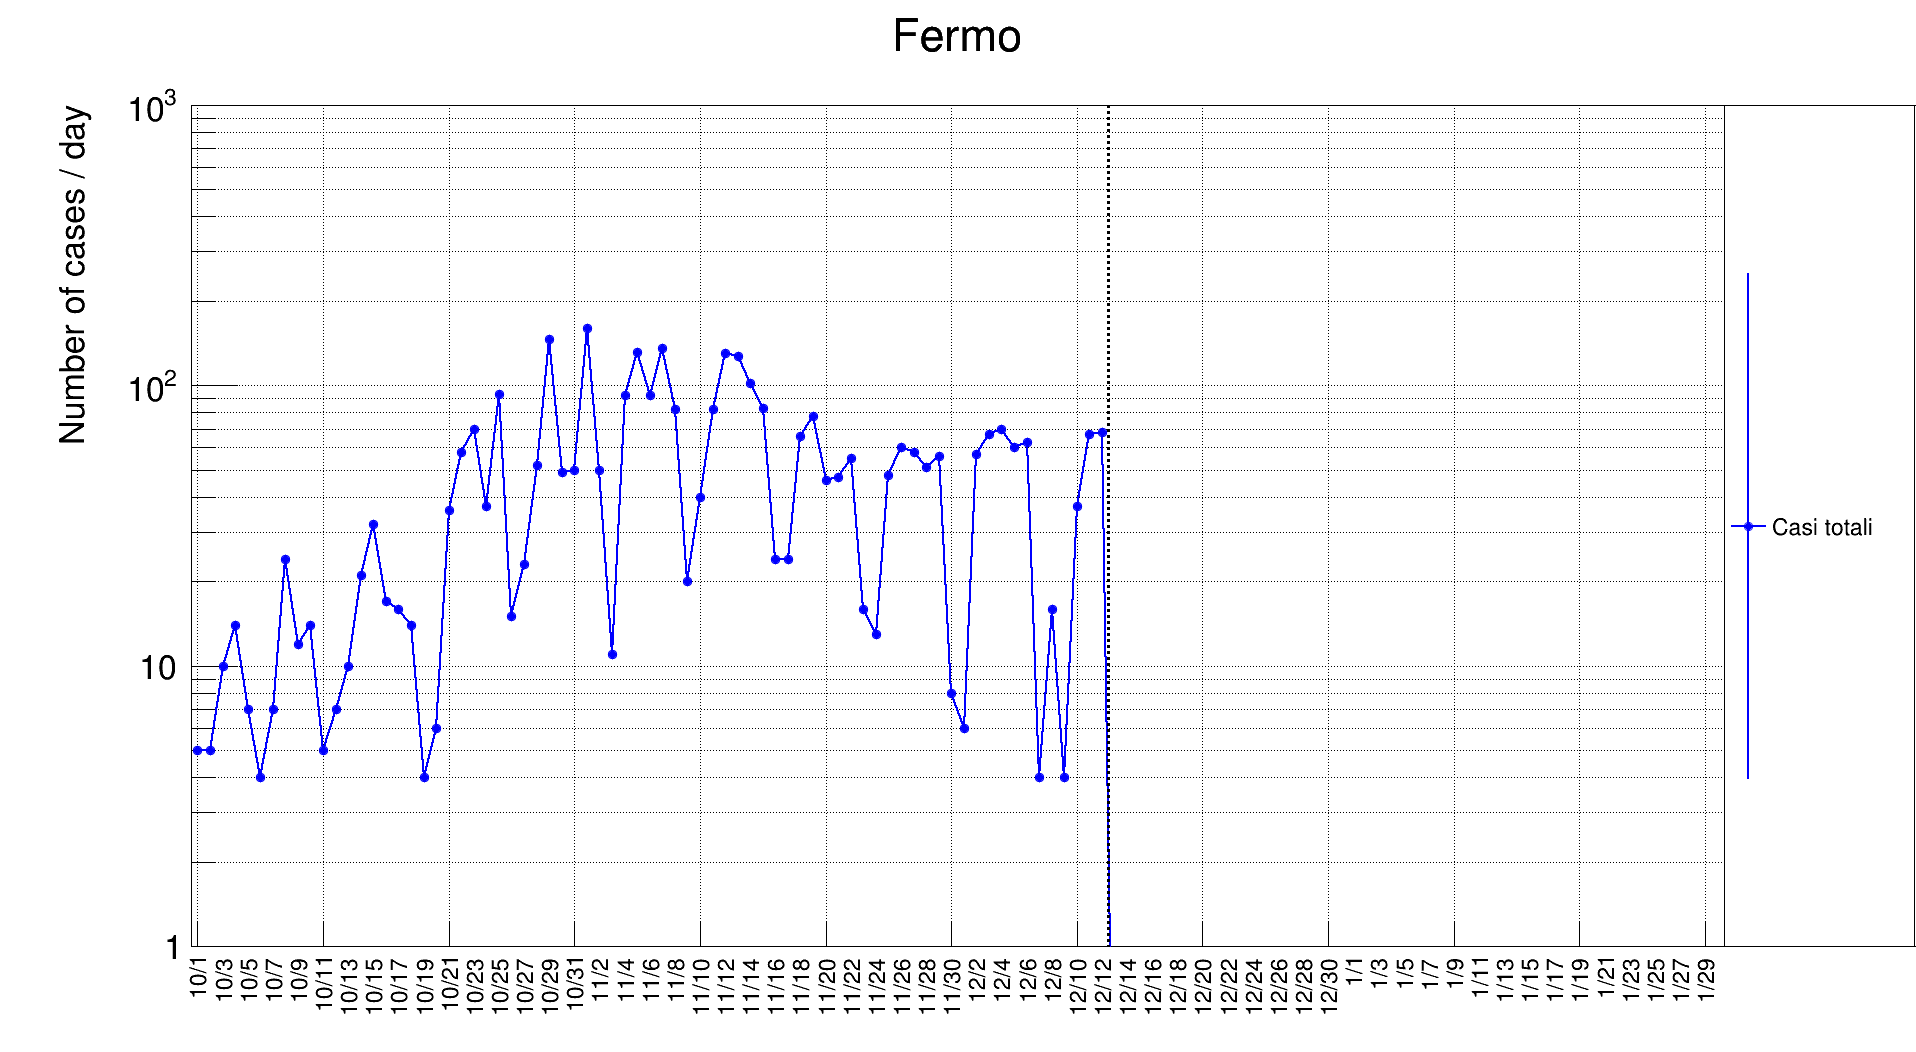 Fermo
Number of cases / day
10³
10²
10
1
10/1 10/3 10/5 10/7 10/9 10/11 10/13 10/15 10/17 10/19 10/21 10/23 10/25 10/27 10/29 10/31 11/2 11/4 11/6 11/8 11/10 11/12 11/14 11/16 11/18 11/20 11/22 11/24 11/26 11/28 11/30 12/2 12/4 12/6 12/8 12/10 12/12 12/14 12/16 12/18 12/20 12/22 12/24 12/26 12/28 12/30 1/1 1/3 1/5 1/7 1/9 1/11 1/13 1/15 1/17 1/19 1/21 1/23 1/25 1/27 1/29
Casi totali